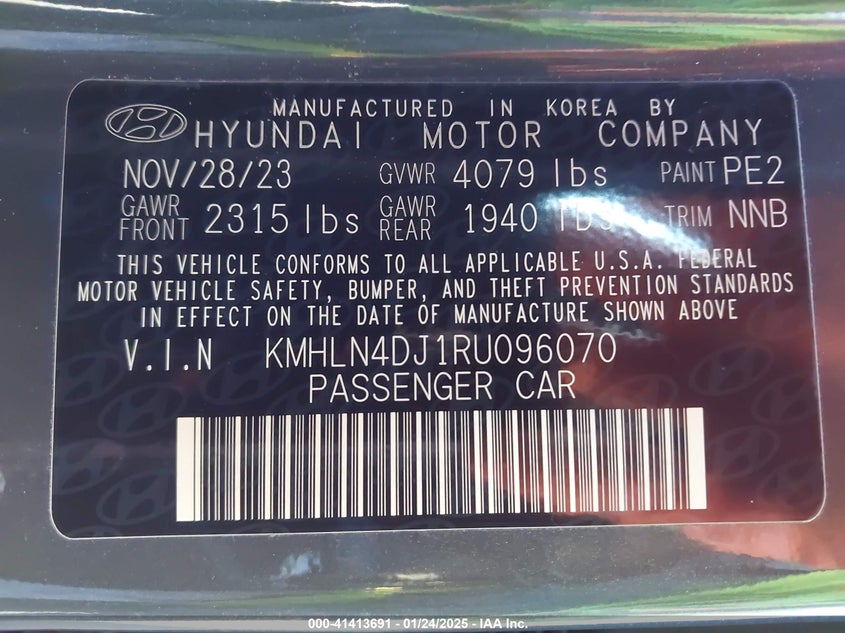 MANUFACTURED IN KOREA BY
HYUNDAI MOTOR COMPANY
NOV/28/23 GVWR 4079 lbs PAINT PE2
GAWR FRONT 2315 lbs GAWR REAR 1940 lbs TRIM NNB
THIS VEHICLE CONFORMS TO ALL APPLICABLE U.S.A. FEDERAL
MOTOR VEHICLE SAFETY, BUMPER, AND THEFT PREVENTION STANDARDS
IN EFFECT ON THE DATE OF MANUFACTURE SHOWN ABOVE
V.I.N KMHLN4DJ1RU096070
PASSENGER CAR
000-41413691 - 01/24/2025 - IAA Inc.